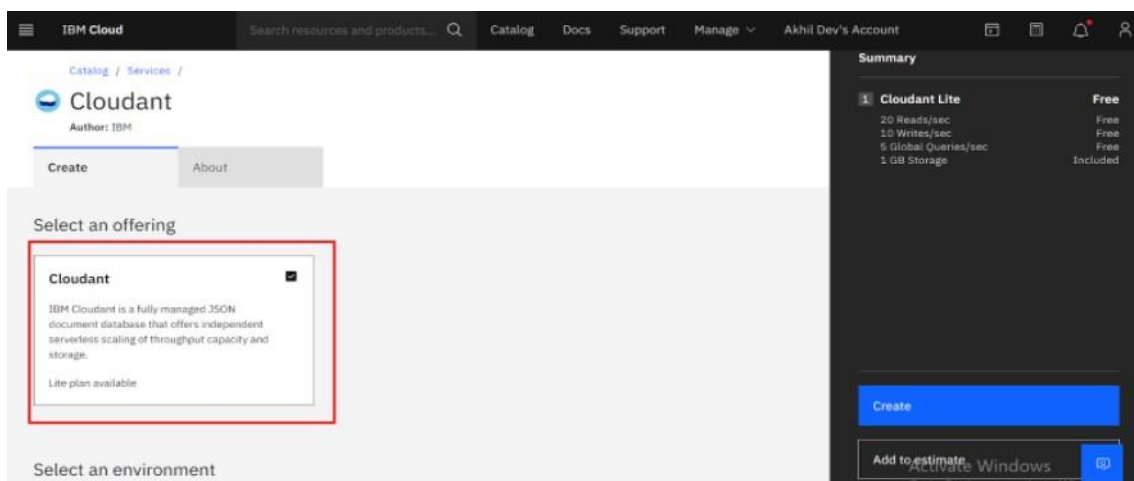 IBM Cloud
Search resources and products...
Catalog
Docs
Support
Manage
Akhil Dev's Account
Catalog / Services /
Cloudant
Author: IBM
Create
About
Select an offering
Cloudant
IBM Cloudant is a fully managed JSON
document database that offers independent
serverless scaling of throughput capacity and
storage.
Lite plan available
Select an environment
Summary
1 Cloudant Lite Free
20 Reads/sec Free
10 Writes/sec Free
5 Global Queries/sec Free
1 GB Storage Included
Create
Add to estimate
Activate Windows